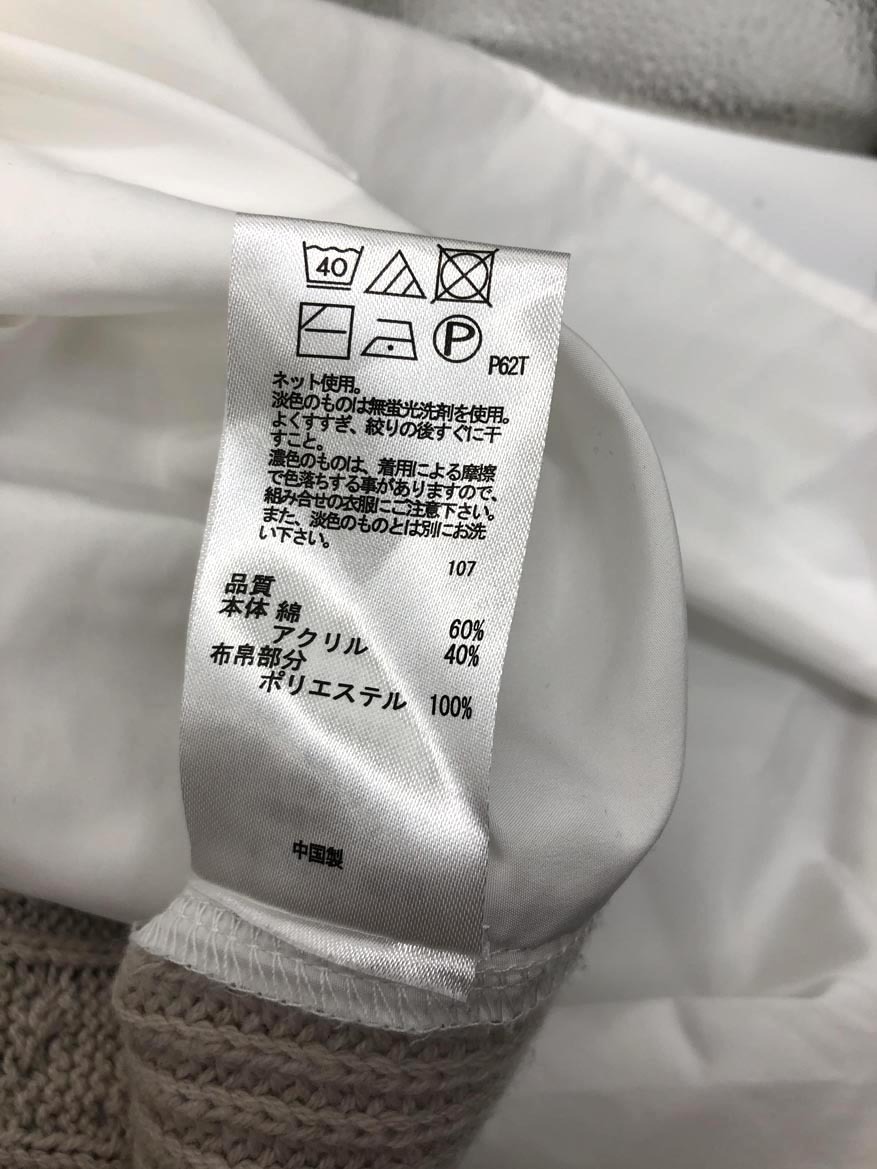 40
P P62T
ネット使用。
淡色のものは無蛍光洗剤を使用。
よくすすぎ、絞りの後すぐに干
すこと。
濃色のものは、着用による摩擦
で色落ちする事がありますので、
組み合せの衣服にご注意下さい。
また、淡色のものとは別にお洗
い下さい。
107
品質
本体 綿 60%
アクリル 40%
布帛部分
ポリエステル 100%
中国製